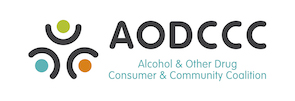 AODCCC
Alcohol & Other Drug
Consumer & Community Coalition